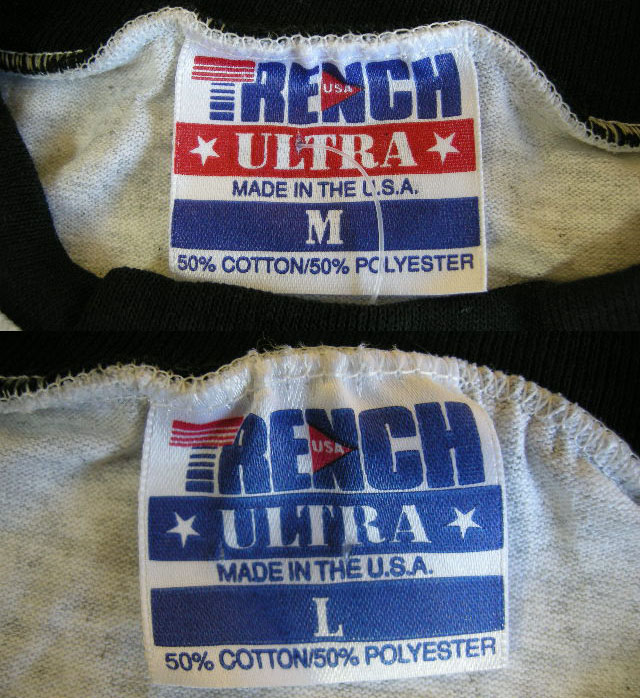 TRENCH
USA
ULTRA
MADE IN THE U.S.A.
M
50% COTTON/50% POLYESTER
TRENCH
USA
ULTRA
MADE IN THE U.S.A.
L
50% COTTON/50% POLYESTER